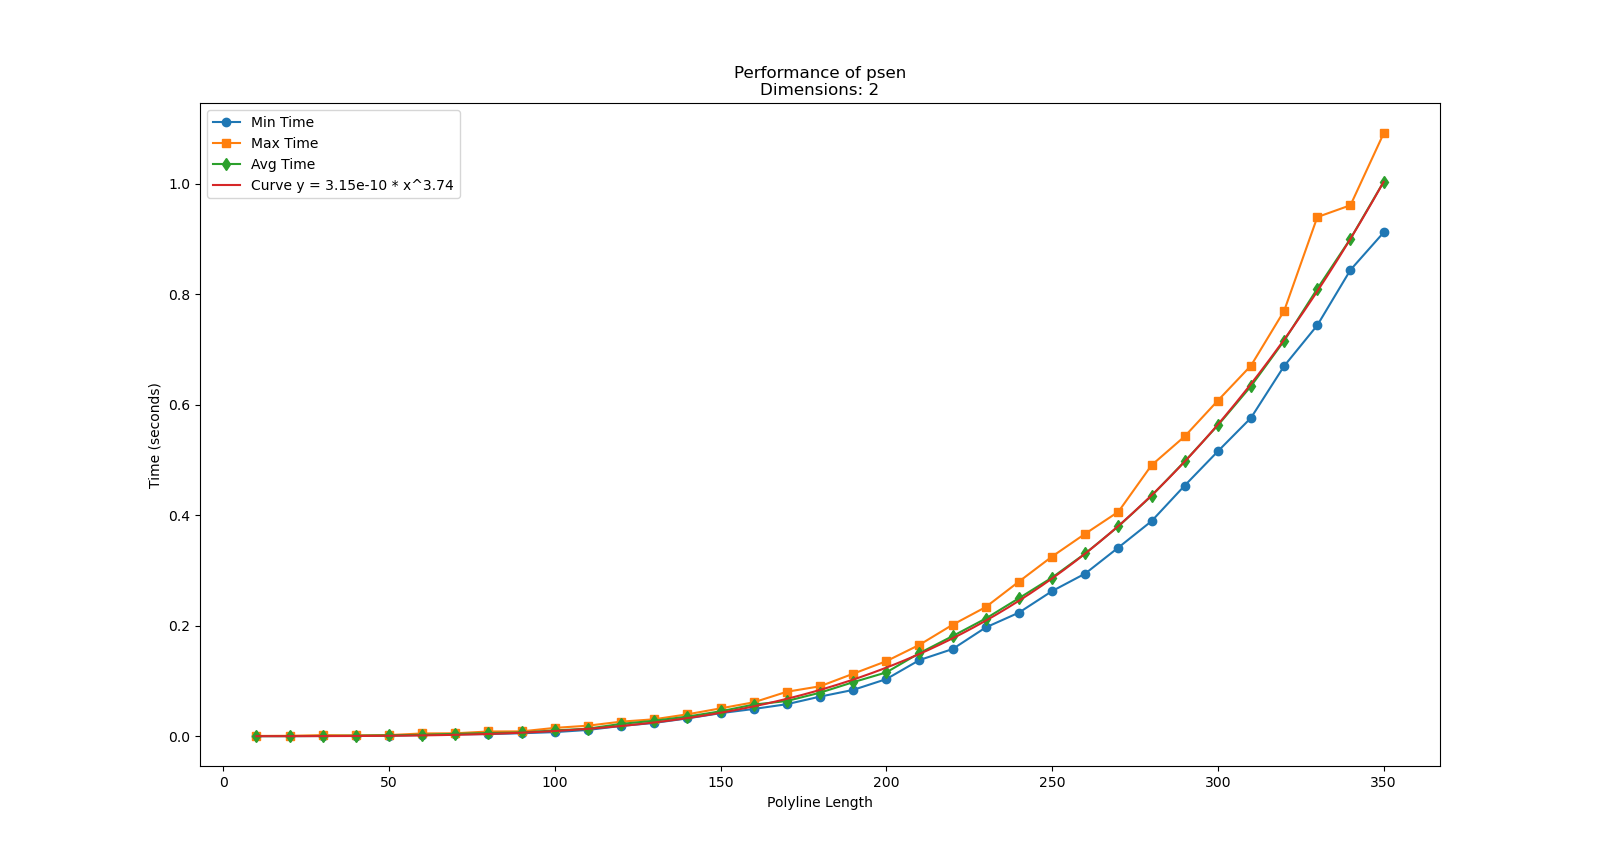 Performance of psen
Dimensions: 2
Min Time
Max Time
Avg Time
Curve y = 3.15e-10 * x^3.74
Time (seconds)
1.0
0.8
0.6
0.4
0.2
0.0
0 50 100 150 200 250 300 350
Polyline Length